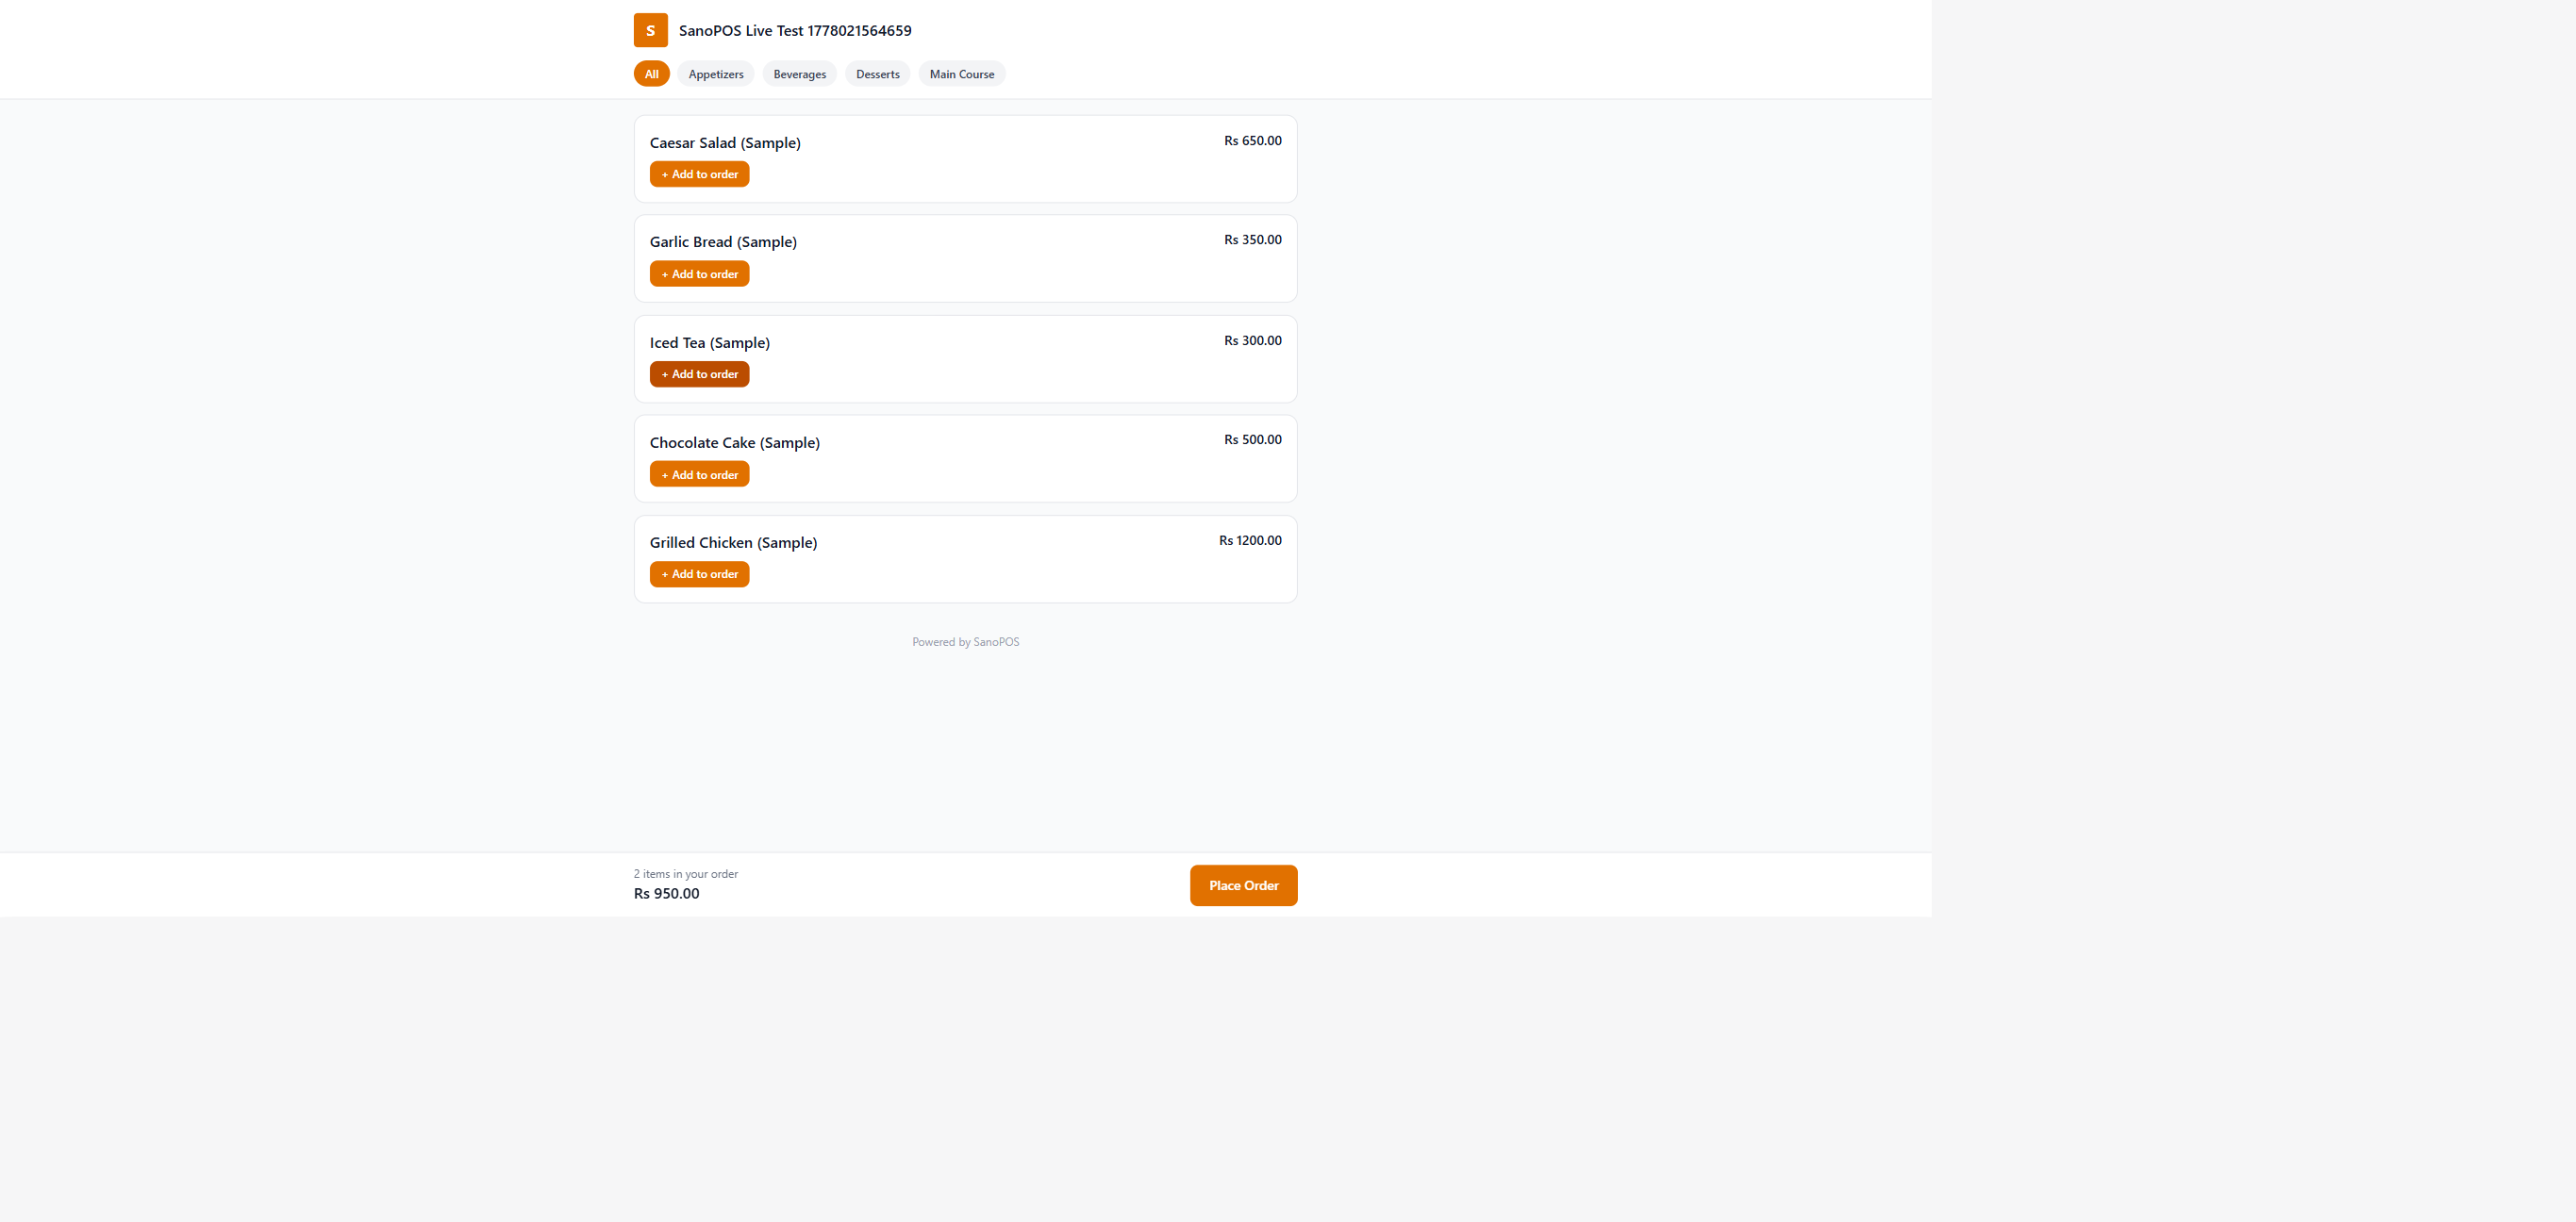 S
SanoPOS Live Test 1778021564659
All Appetizers Beverages Desserts Main Course
Caesar Salad (Sample) Rs 650.00
+ Add to order
Garlic Bread (Sample) Rs 350.00
+ Add to order
Iced Tea (Sample) Rs 300.00
+ Add to order
Chocolate Cake (Sample) Rs 500.00
+ Add to order
Grilled Chicken (Sample) Rs 1200.00
+ Add to order
Powered by SanoPOS
2 items in your order
Rs 950.00
Place Order